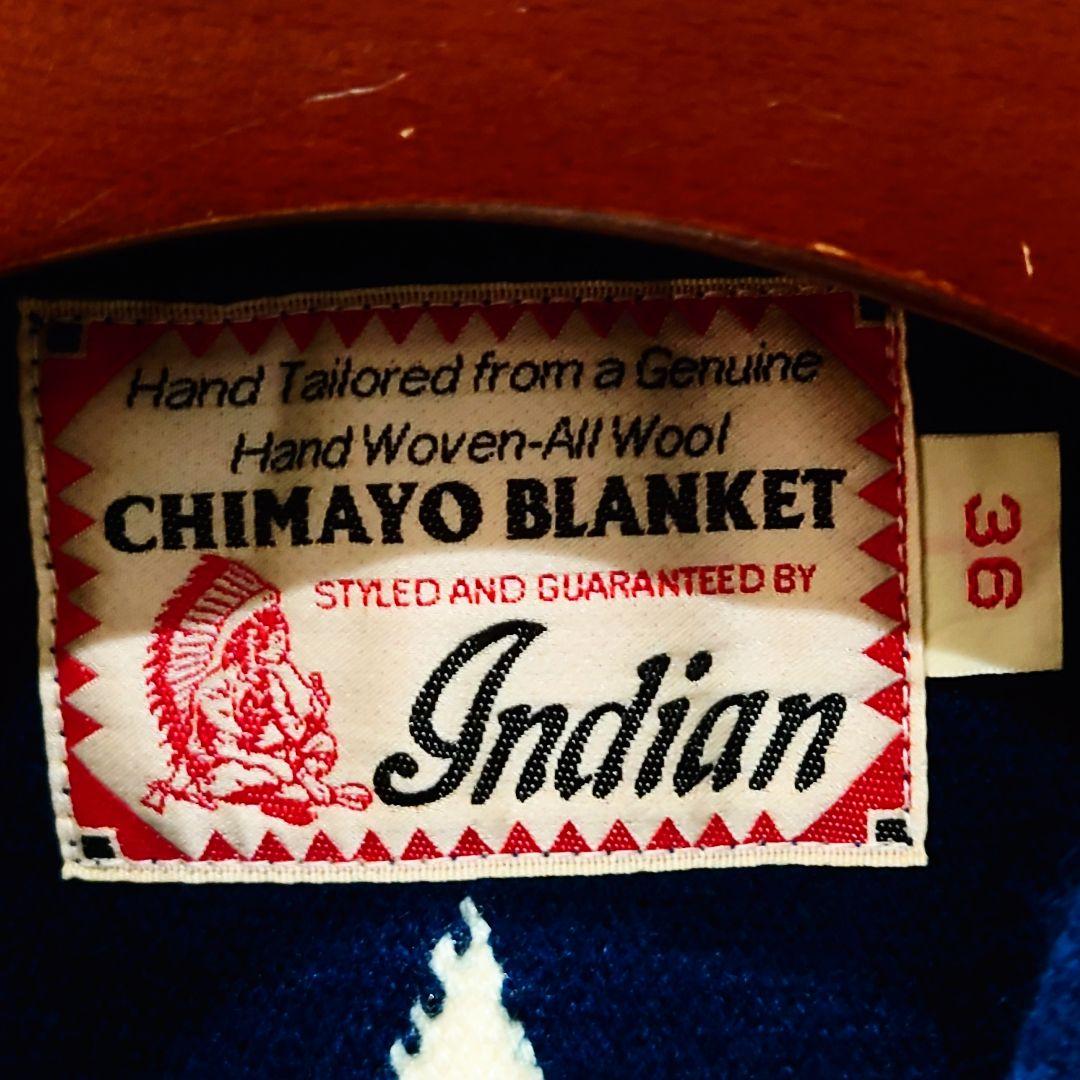 Hand Tailored from a Genuine
Hand Woven-All Wool
CHIMAYO BLANKET
STYLED AND GUARANTEED BY
Indian
36